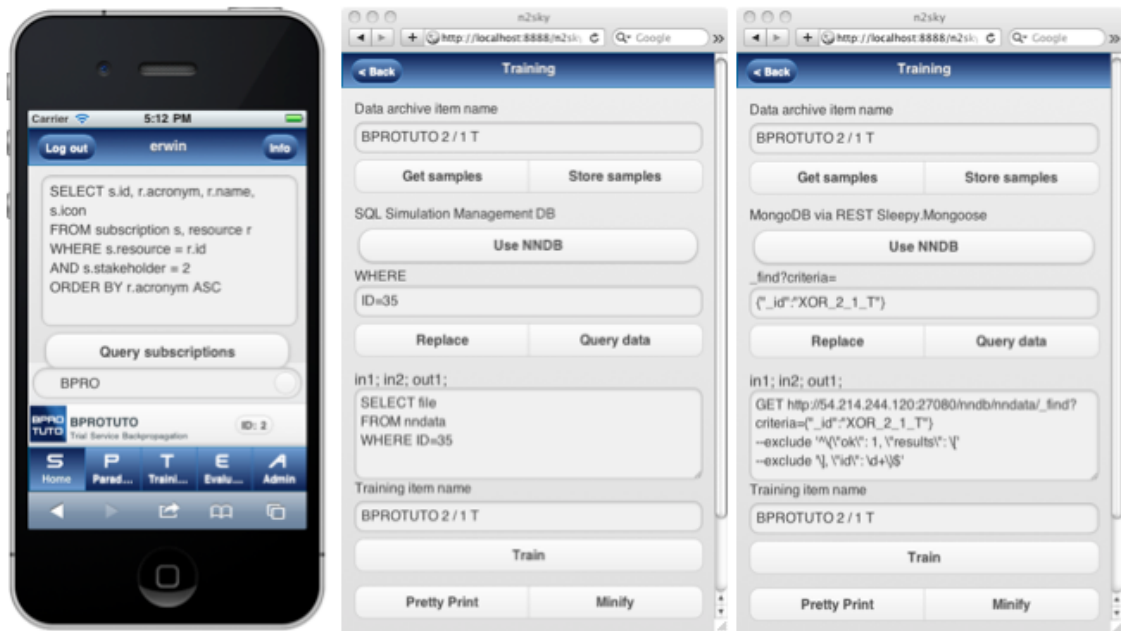 Carrier 5:12 PM
Log out erwin Info
SELECT s.id, r.acronym, r.name,
s.icon
FROM subscription s, resource r
WHERE s.resource = r.id
AND s.stakeholder = 2
ORDER BY r.acronym ASC
Query subscriptions
BPRO
BPRO
TUTO
BPROTUTO
Trial Service Backpropagation
ID: 2
S P T E A
Home Parad... Traini... Evalu... Admin
n2sky
http://localhost:8888/n2sky Google
< Back Training
Data archive item name
BPROTUTO 2 / 1 T
Get samples Store samples
SQL Simulation Management DB
Use NNDB
WHERE
ID=35
Replace Query data
in1; in2; out1;
SELECT file
FROM nndata
WHERE ID=35
Training item name
BPROTUTO 2 / 1 T
Train
Pretty Print Minify
n2sky
http://localhost:8888/n2sky Google
< Back Training
Data archive item name
BPROTUTO 2 / 1 T
Get samples Store samples
MongoDB via REST Sleepy.Mongoose
Use NNDB
_find?criteria=
{"_id":"XOR_2_1_T"}
Replace Query data
in1; in2; out1;
GET http://54.214.244.120:27080/nndb/nndata/_find?
criteria={"_id":"XOR_2_1_T"}
--exclude '^\{\"ok\": 1, \"results\": \['
--exclude '\], \"id\": \d+\}$'
Training item name
BPROTUTO 2 / 1 T
Train
Pretty Print Minify